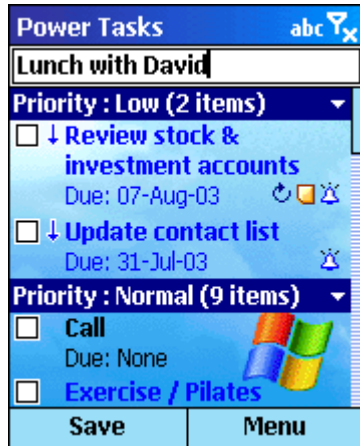 Power Tasks abc
Lunch with David
Priority : Low (2 items)
Review stock &
investment accounts
Due: 07-Aug-03
Update contact list
Due: 31-Jul-03
Priority : Normal (9 items)
Call
Due: None
Exercise / Pilates
Save Menu